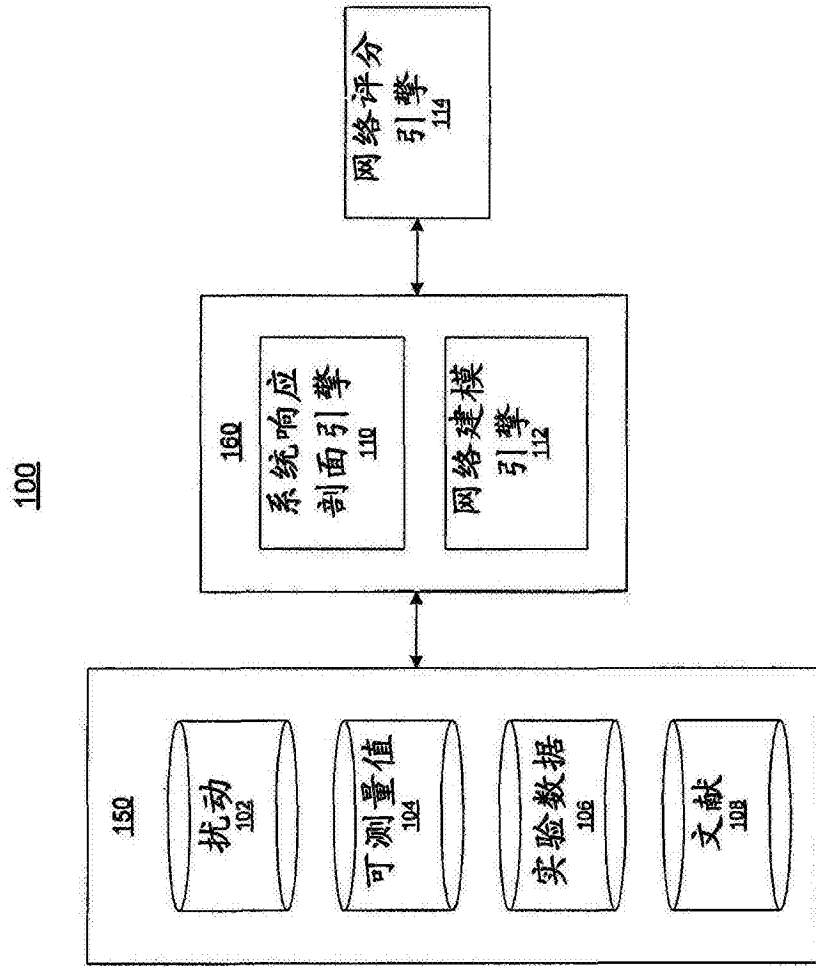 100
150
扰动
102
可测量值
104
实验数据
106
文献
108
160
系统响应
剖面引擎
110
网络建模
引擎
112
网络评分
引擎
114